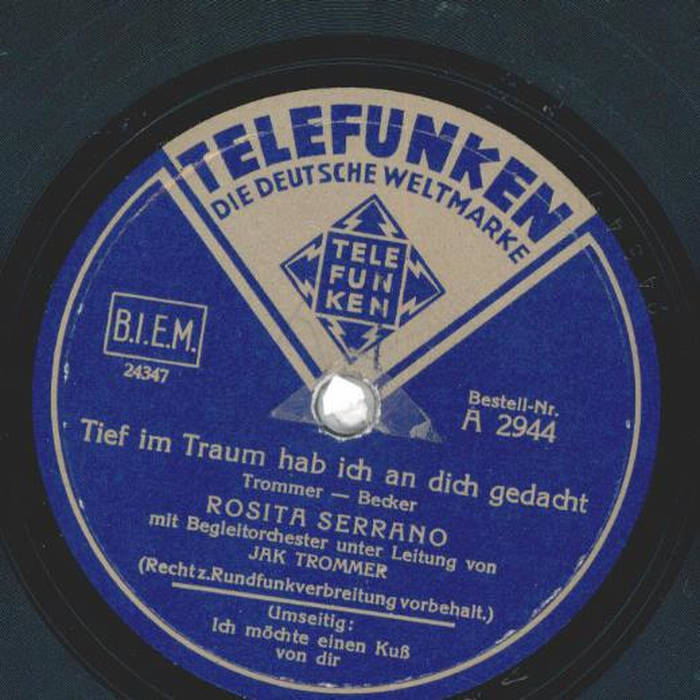 TELEFUNKEN
DIE DEUTSCHE WELTMARKE
TELE
FUN
KEN
B.I.E.M.
24347
Bestell-Nr.
A 2944
Tief im Traum hab ich an dich gedacht
Trommer — Becker
ROSITA SERRANO
mit Begleitorchester unter Leitung von
JAK TROMMER
(Recht z. Rundfunkverbreitung vorbehalt.)
Umseitig:
Ich möchte einen Kuß
von dir